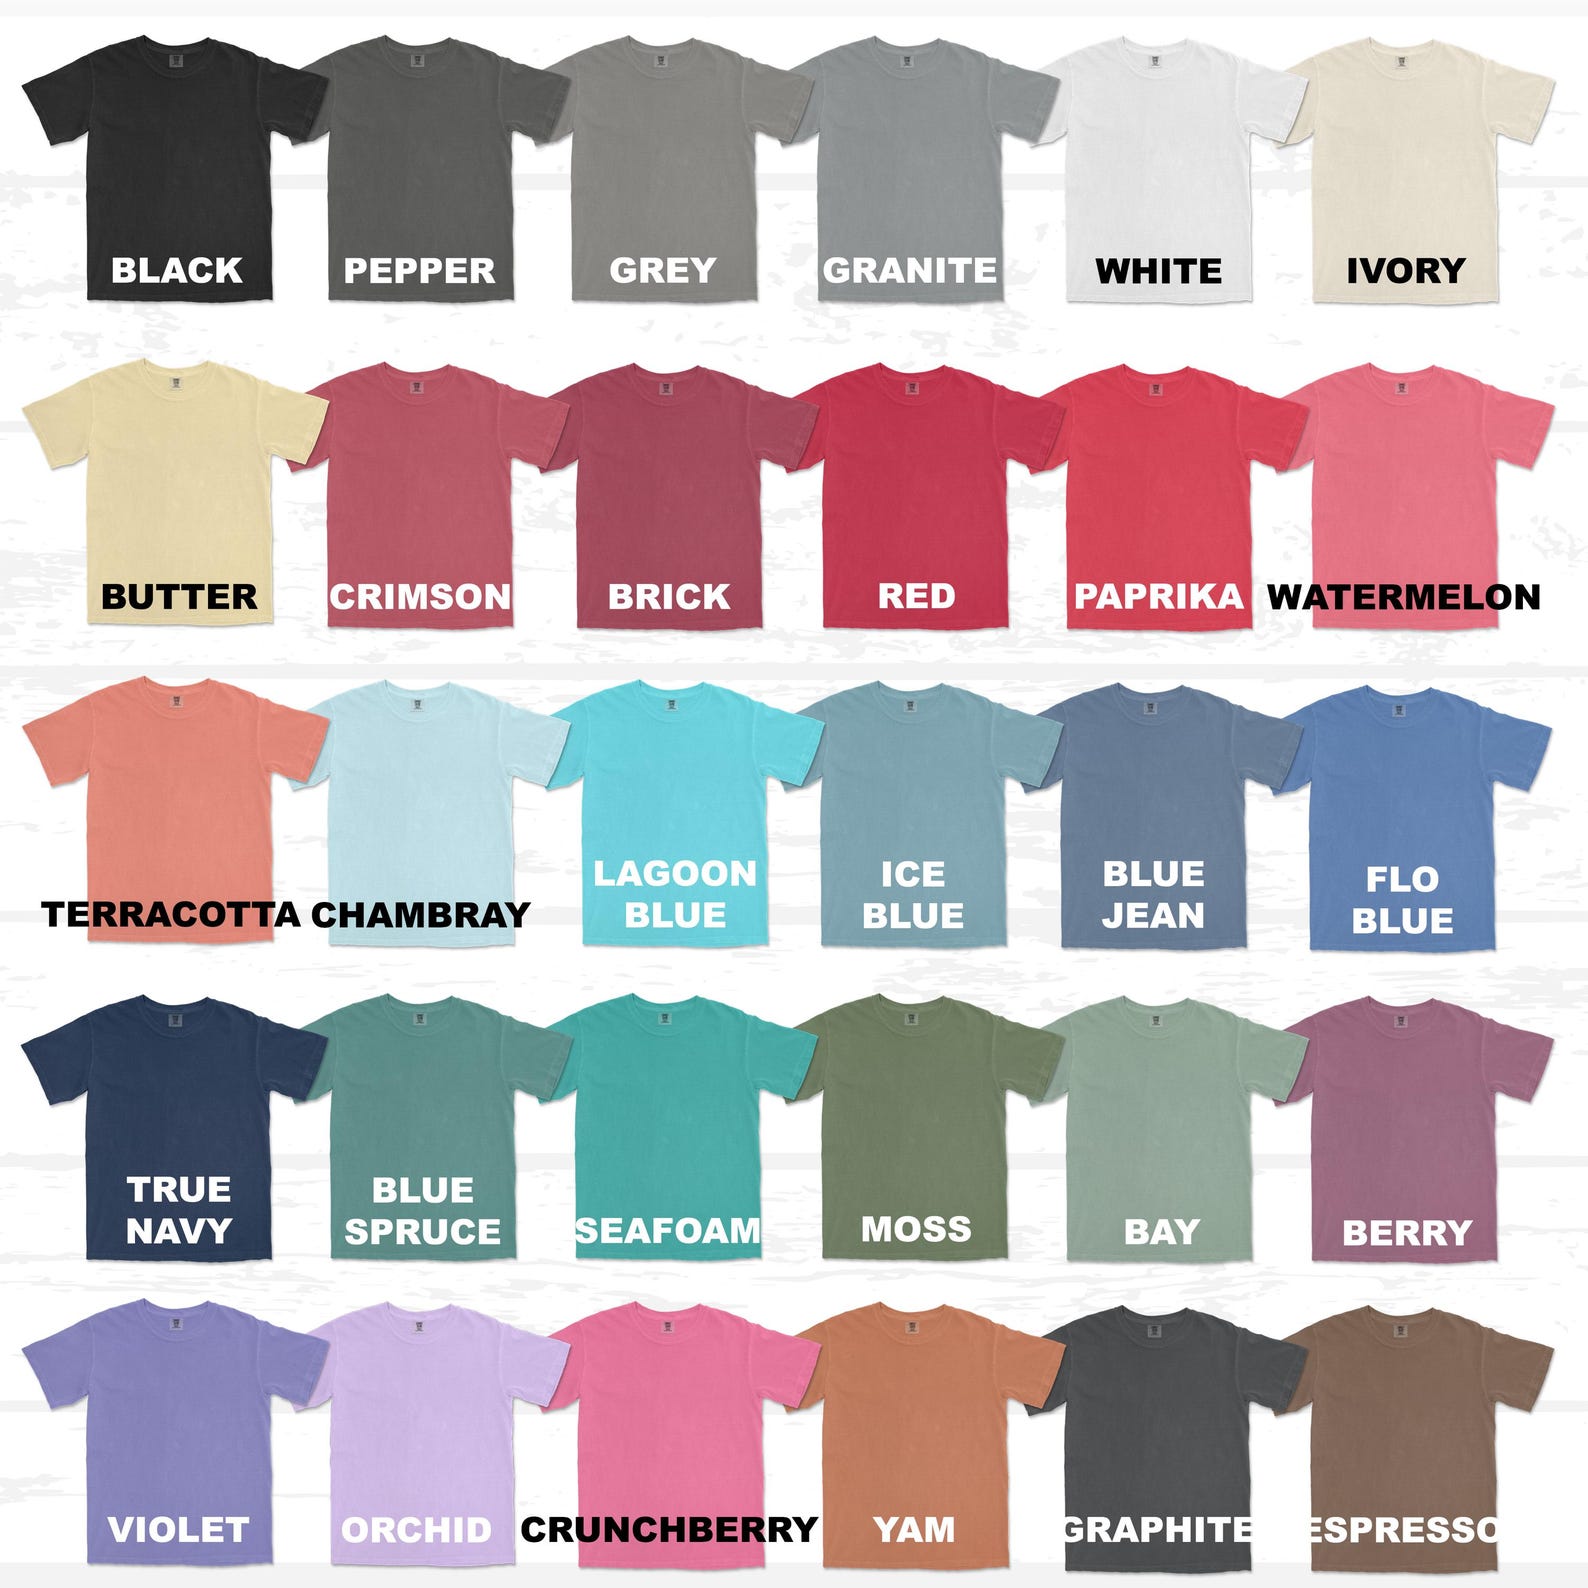 BLACK
PEPPER
GREY
GRANITE
WHITE
IVORY
BUTTER
CRIMSON
BRICK
RED
PAPRIKA
WATERMELON
TERRACOTTA
CHAMBRAY
LAGOON
BLUE
ICE
BLUE
BLUE
JEAN
FLO
BLUE
TRUE
NAVY
BLUE
SPRUCE
SEAFOAM
MOSS
BAY
BERRY
VIOLET
ORCHID
CRUNCHBERRY
YAM
GRAPHITE
ESPRESSO